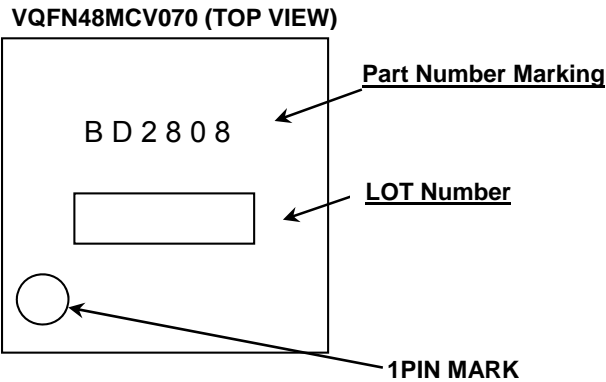 VQFN48MCV070 (TOP VIEW)
Part Number Marking
BD2808
LOT Number
1PIN MARK